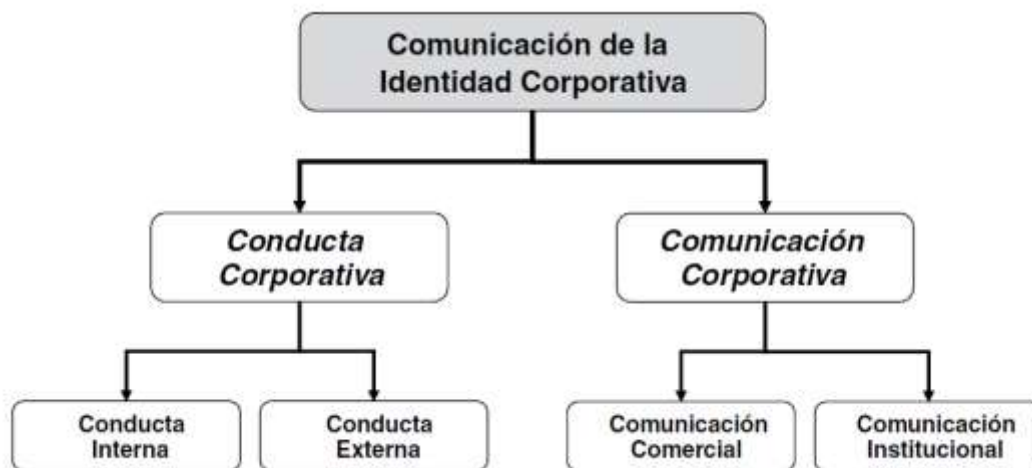 Comunicación de la
Identidad Corporativa
Conducta
Corporativa
Comunicación
Corporativa
Conducta
Interna
Conducta
Externa
Comunicación
Comercial
Comunicación
Institucional